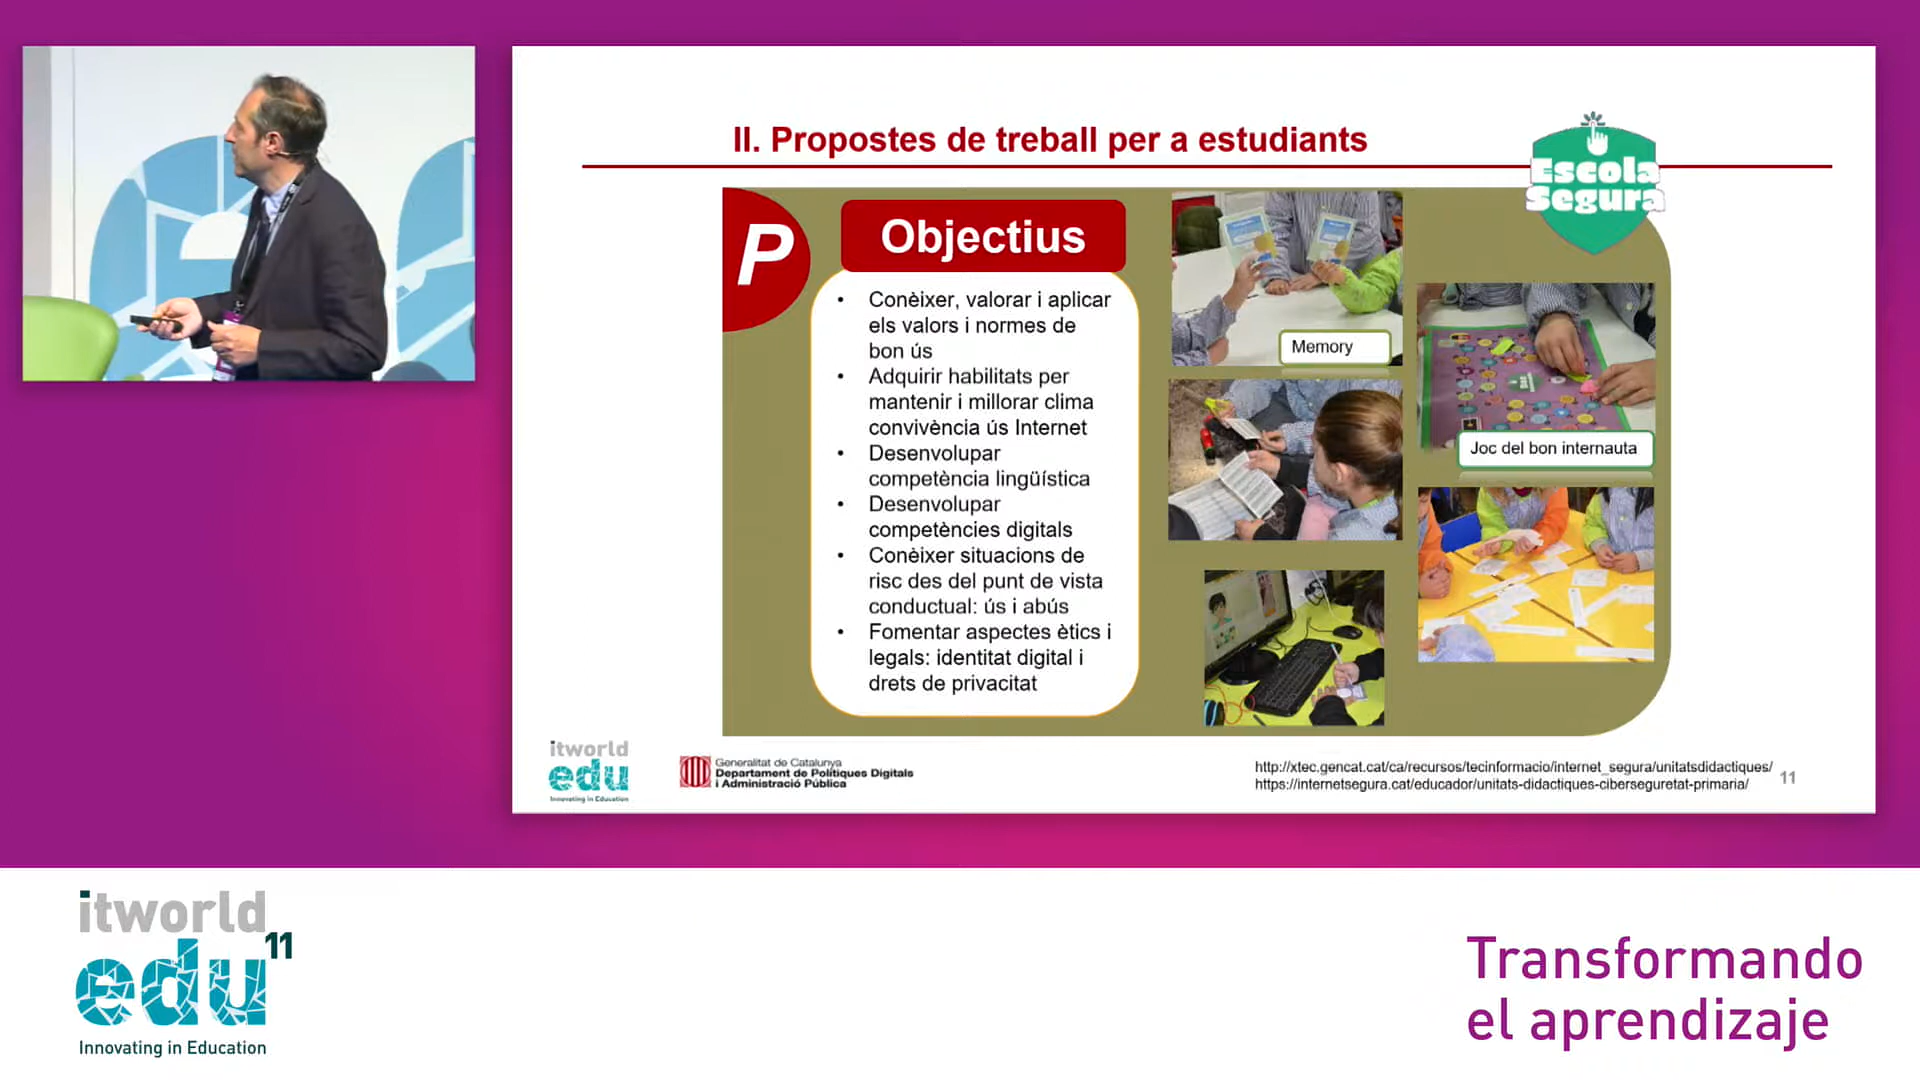 II. Propostes de treball per a estudiants
Escola
Segura
P
Objectius
• Conèixer, valorar i aplicar
els valors i normes de
bon ús
• Adquirir habilitats per
mantenir i millorar clima
convivència ús Internet
• Desenvolupar
competència lingüística
• Desenvolupar
competències digitals
• Conèixer situacions de
risc des del punt de vista
conductual: ús i abús
• Fomentar aspectes ètics i
legals: identitat digital i
drets de privacitat
Memory
Joc del bon internauta
itworld
edu
Innovating in Education
Generalitat de Catalunya
Departament de Polítiques Digitals
i Administració Pública
http://xtec.gencat.cat/ca/recursos/tecinformacio/internet_segura/unitatsdidactiques/
https://internetsegura.cat/educador/unitats-didactiques-ciberseguretat-primaria/
11
itworld
edu 11
Innovating in Education
Transformando
el aprendizaje